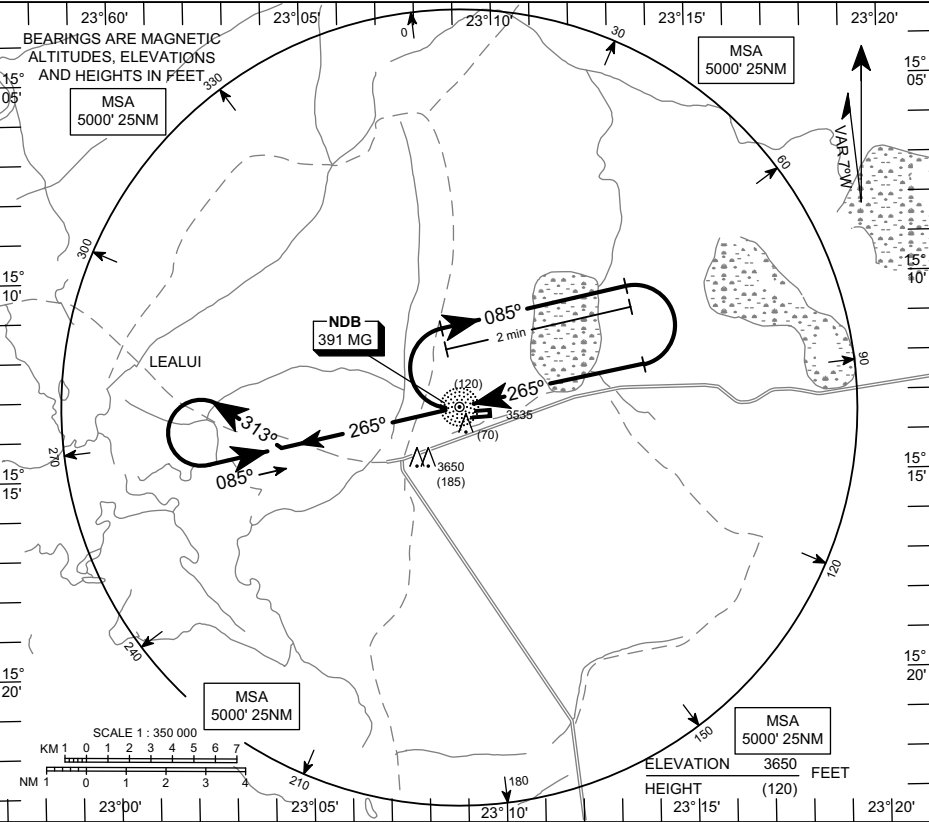 23°60' 23°05' 23°10' 23°15' 23°20'
BEARINGS ARE MAGNETIC
ALTITUDES, ELEVATIONS
AND HEIGHTS IN FEET
0
30
MSA
5000' 25NM
15°
05'
15°
05'
330
MSA
5000' 25NM
VAR 7°W
60
300
15°
10'
15°
10'
NDB
391 MG
085º
2 min
LEALUI
90
(120)
265º
3535
(70)
265º
313º
085º
270
3650
(185)
15°
15'
15°
15'
120
240
15°
20'
15°
20'
MSA
5000' 25NM
MSA
5000' 25NM
150
SCALE 1 : 350 000
KM 1 0 1 2 3 4 5 6 7
NM 1 0 1 2 3 4
210
180
ELEVATION 3650
HEIGHT (120)
FEET
23°00' 23°05' 23°10' 23°15' 23°20'